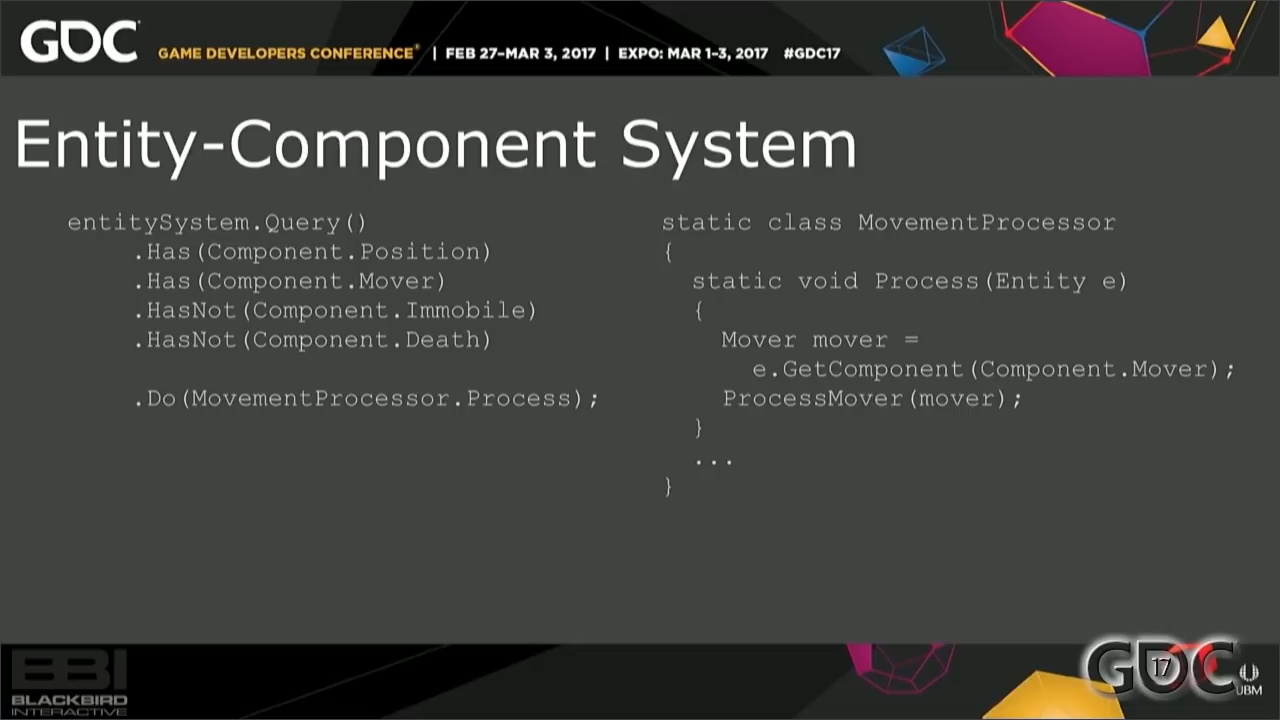 GDC
GAME DEVELOPERS CONFERENCE® | FEB 27–MAR 3, 2017 | EXPO: MAR 1–3, 2017 #GDC17
Entity-Component System
entitySystem.Query()
.Has(Component.Position)
.Has(Component.Mover)
.HasNot(Component.Immobile)
.HasNot(Component.Death)
.Do(MovementProcessor.Process);
static class MovementProcessor
{
static void Process(Entity e)
{
Mover mover =
e.GetComponent(Component.Mover);
ProcessMover(mover);
}
...
}
BBI
BLACKBIRD
INTERACTIVE
GDC
17
UBM